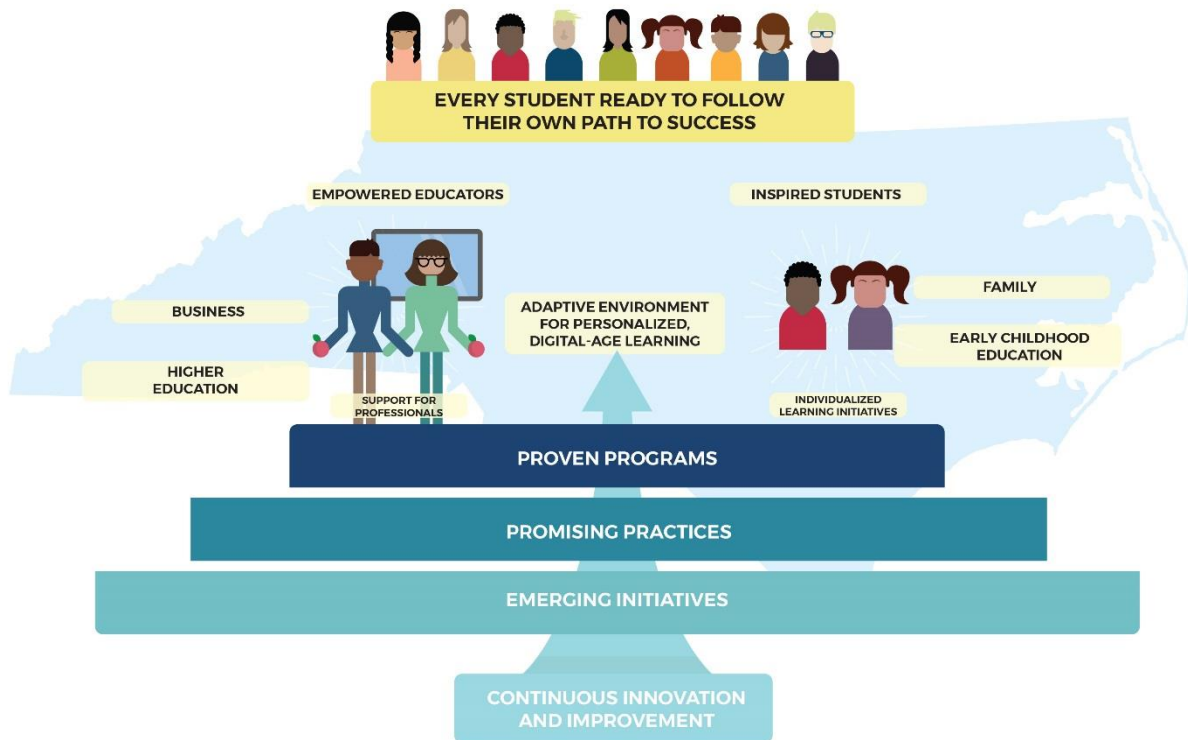 EVERY STUDENT READY TO FOLLOW
THEIR OWN PATH TO SUCCESS
EMPOWERED EDUCATORS
INSPIRED STUDENTS
BUSINESS
HIGHER
EDUCATION
SUPPORT FOR
PROFESSIONALS
ADAPTIVE ENVIRONMENT
FOR PERSONALIZED,
DIGITAL-AGE LEARNING
FAMILY
EARLY CHILDHOOD
EDUCATION
INDIVIDUALIZED
LEARNING INITIATIVES
PROVEN PROGRAMS
PROMISING PRACTICES
EMERGING INITIATIVES
CONTINUOUS INNOVATION
AND IMPROVEMENT